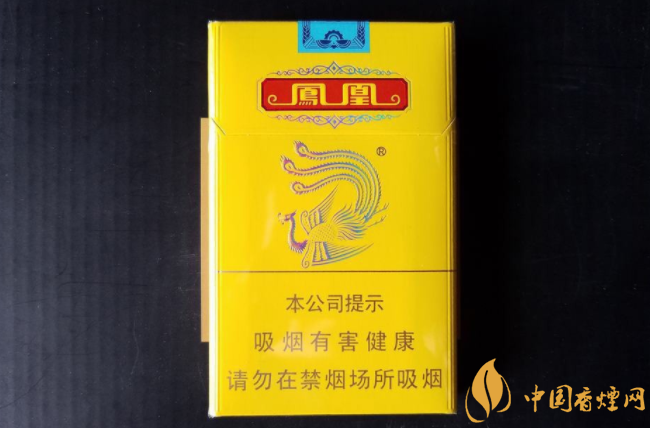 鳳凰
®
本公司提示
吸烟有害健康
请勿在禁烟场所吸烟
中国香煙网